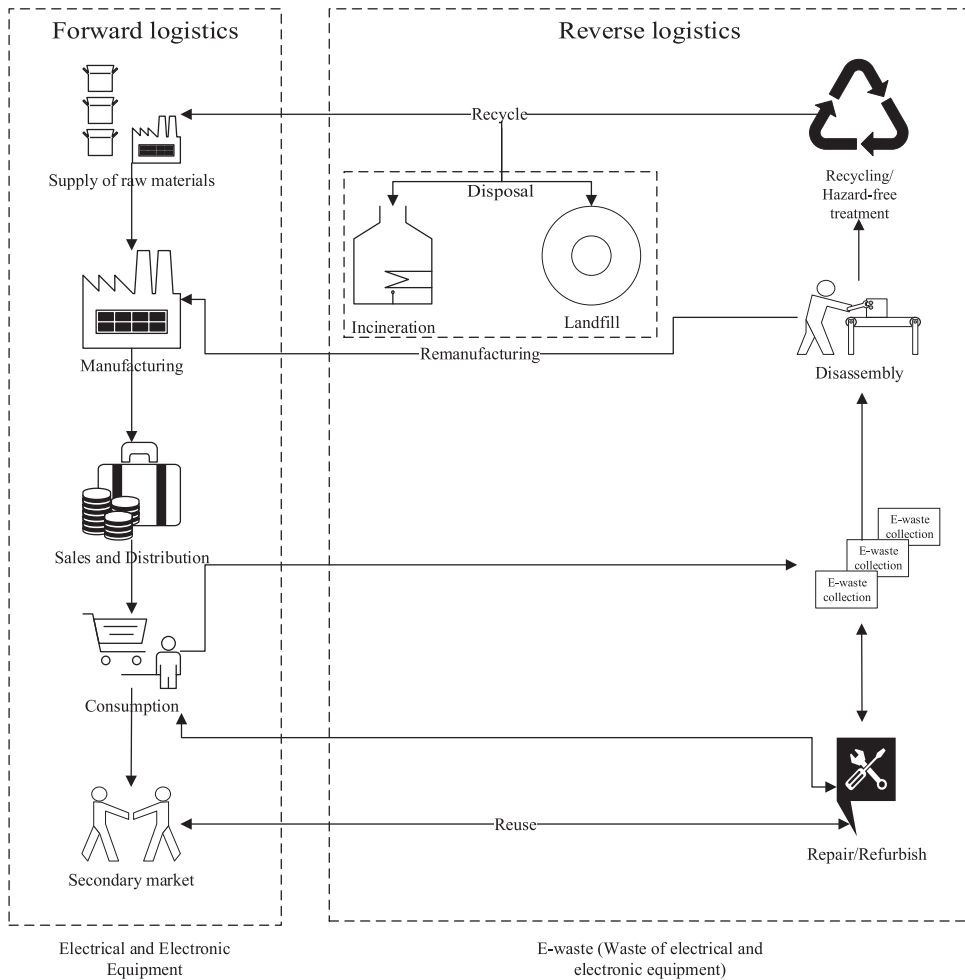 Forward logistics
Supply of raw materials
Manufacturing
Sales and Distribution
Consumption
Secondary market
Electrical and Electronic
Equipment
Reverse logistics
Recycle
Disposal
Incineration
Landfill
Remanufacturing
Recycling/
Hazard-free
treatment
Disassembly
E-waste
collection
E-waste
collection
E-waste
collection
Reuse
Repair/Refurbish
E-waste (Waste of electrical and
electronic equipment)